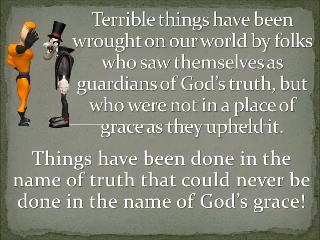 Terrible things have been
wrought on our world by folks
who saw themselves as
guardians of God's truth, but
who were not in a place of
grace as they upheld it.
Things have been done in the
name of truth that could never be
done in the name of God's grace!